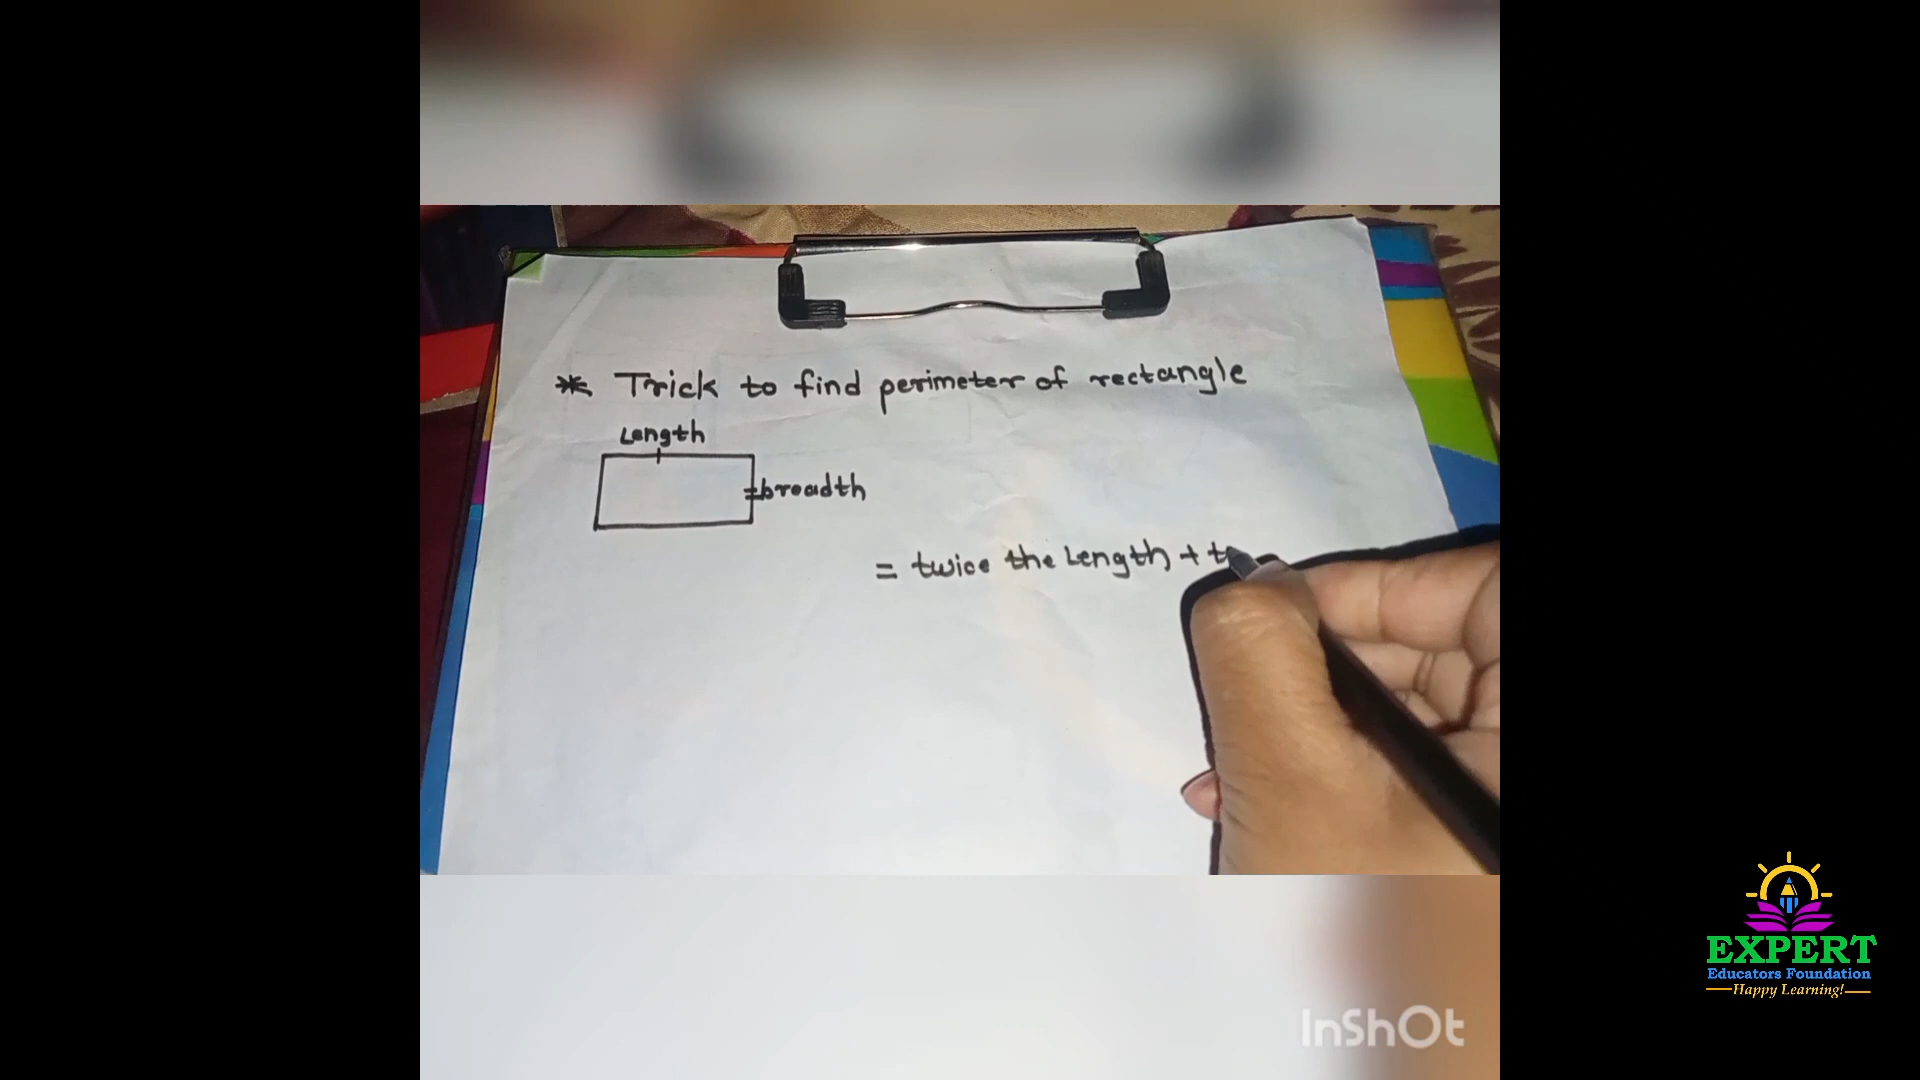 * Trick to find perimeter of rectangle
Length
breadth
= twice the Length + t
EXPERT
Educators Foundation
Happy Learning!
InShOt